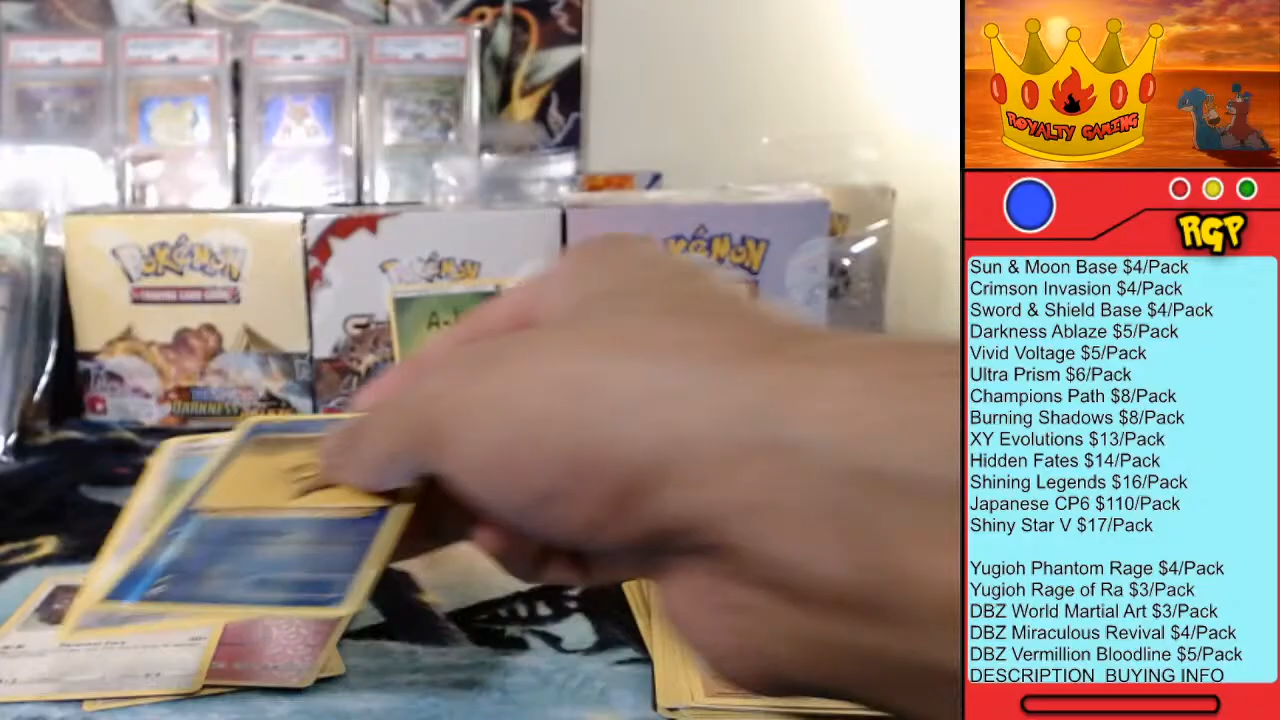 ROYALTY GAMING
RGP
POKÉMON
POKÉMON
POKÉMON
DARKNESS
Sun & Moon Base $4/Pack
Crimson Invasion $4/Pack
Sword & Shield Base $4/Pack
Darkness Ablaze $5/Pack
Vivid Voltage $5/Pack
Ultra Prism $6/Pack
Champions Path $8/Pack
Burning Shadows $8/Pack
XY Evolutions $13/Pack
Hidden Fates $14/Pack
Shining Legends $16/Pack
Japanese CP6 $110/Pack
Shiny Star V $17/Pack
Yugioh Phantom Rage $4/Pack
Yugioh Rage of Ra $3/Pack
DBZ World Martial Art $3/Pack
DBZ Miraculous Revival $4/Pack
DBZ Vermillion Bloodline $5/Pack
DESCRIPTION BUYING INFO